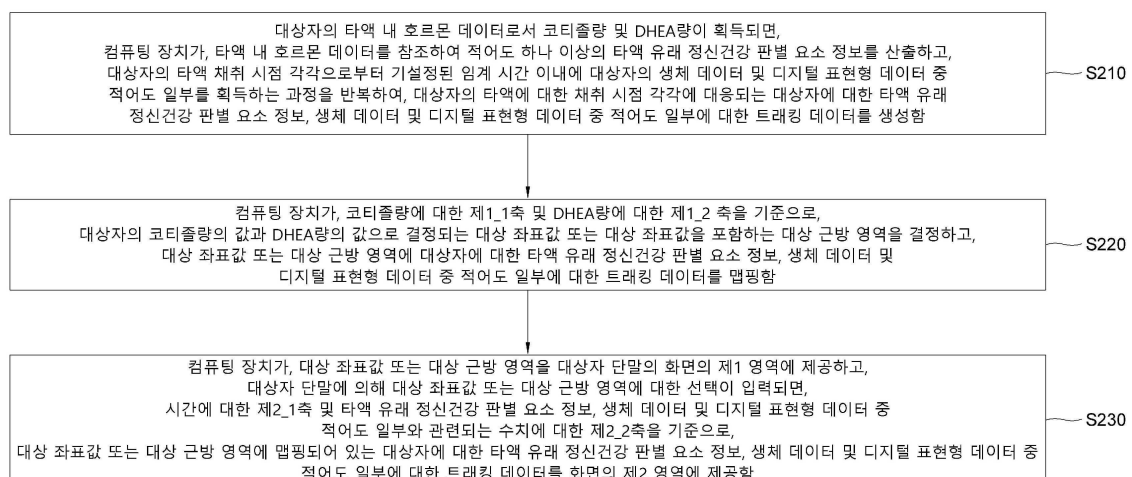 대상자의 타액 내 호르몬 데이터로서 코티졸량 및 DHEA량이 획득되면,
컴퓨팅 장치가, 타액 내 호르몬 데이터를 참조하여 적어도 하나 이상의 타액 유래 정신건강 판별 요소 정보를 산출하고,
대상자의 타액 채취 시점 각각으로부터 기설정된 임계 시간 이내에 대상자의 생체 데이터 및 디지털 표현형 데이터 중
적어도 일부를 획득하는 과정을 반복하여, 대상자의 타액에 대한 채취 시점 각각에 대응되는 대상자에 대한 타액 유래
정신건강 판별 요소 정보, 생체 데이터 및 디지털 표현형 데이터 중 적어도 일부에 대한 트래킹 데이터를 생성함
S210
컴퓨팅 장치가, 코티졸량에 대한 제1_1축 및 DHEA량에 대한 제1_2 축을 기준으로,
대상자의 코티졸량의 값과 DHEA량의 값으로 결정되는 대상 좌표값 또는 대상 좌표값을 포함하는 대상 근방 영역을 결정하고,
대상 좌표값 또는 대상 근방 영역에 대상자에 대한 타액 유래 정신건강 판별 요소 정보, 생체 데이터 및
디지털 표현형 데이터 중 적어도 일부에 대한 트래킹 데이터를 맵핑함
S220
컴퓨팅 장치가, 대상 좌표값 또는 대상 근방 영역을 대상자 단말의 화면의 제1 영역에 제공하고,
대상자 단말에 의해 대상 좌표값 또는 대상 근방 영역에 대한 선택이 입력되면,
시간에 대한 제2_1축 및 타액 유래 정신건강 판별 요소 정보, 생체 데이터 및 디지털 표현형 데이터 중
적어도 일부와 관련되는 수치에 대한 제2_2축을 기준으로,
대상 좌표값 또는 대상 근방 영역에 맵핑되어 있는 대상자에 대한 타액 유래 정신건강 판별 요소 정보, 생체 데이터 및 디지털 표현형 데이터 중
적어도 일부에 대한 트래킹 데이터를 화면의 제2 영역에 제공함
S230